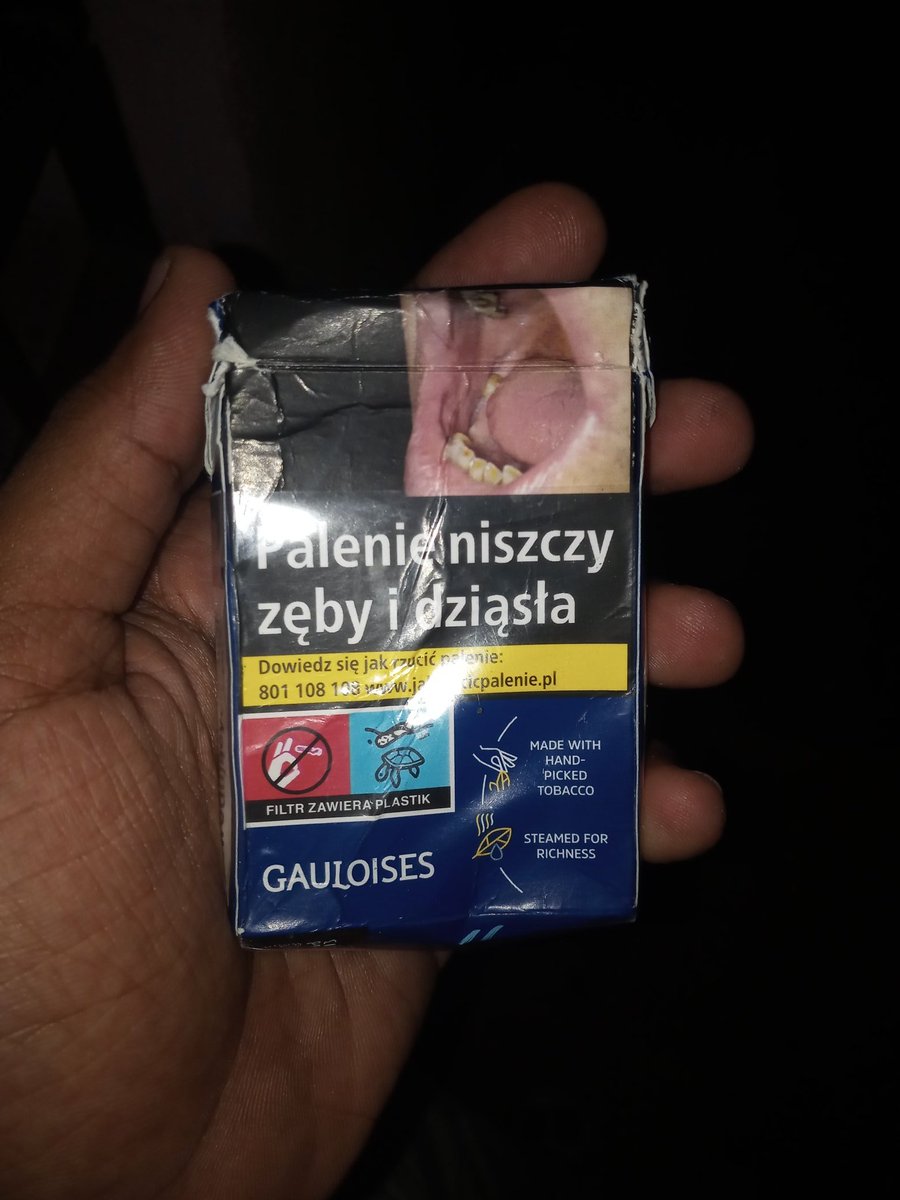 Palenie niszczy
zęby i dziąsła
Dowiedz się jak rzucić palenie:
801 108 108
FILTR ZAWIERA PLASTIK
GAULOISES
MADE WITH
HAND-
PICKED
TOBACCO
STEAMED FOR
RICHNESS